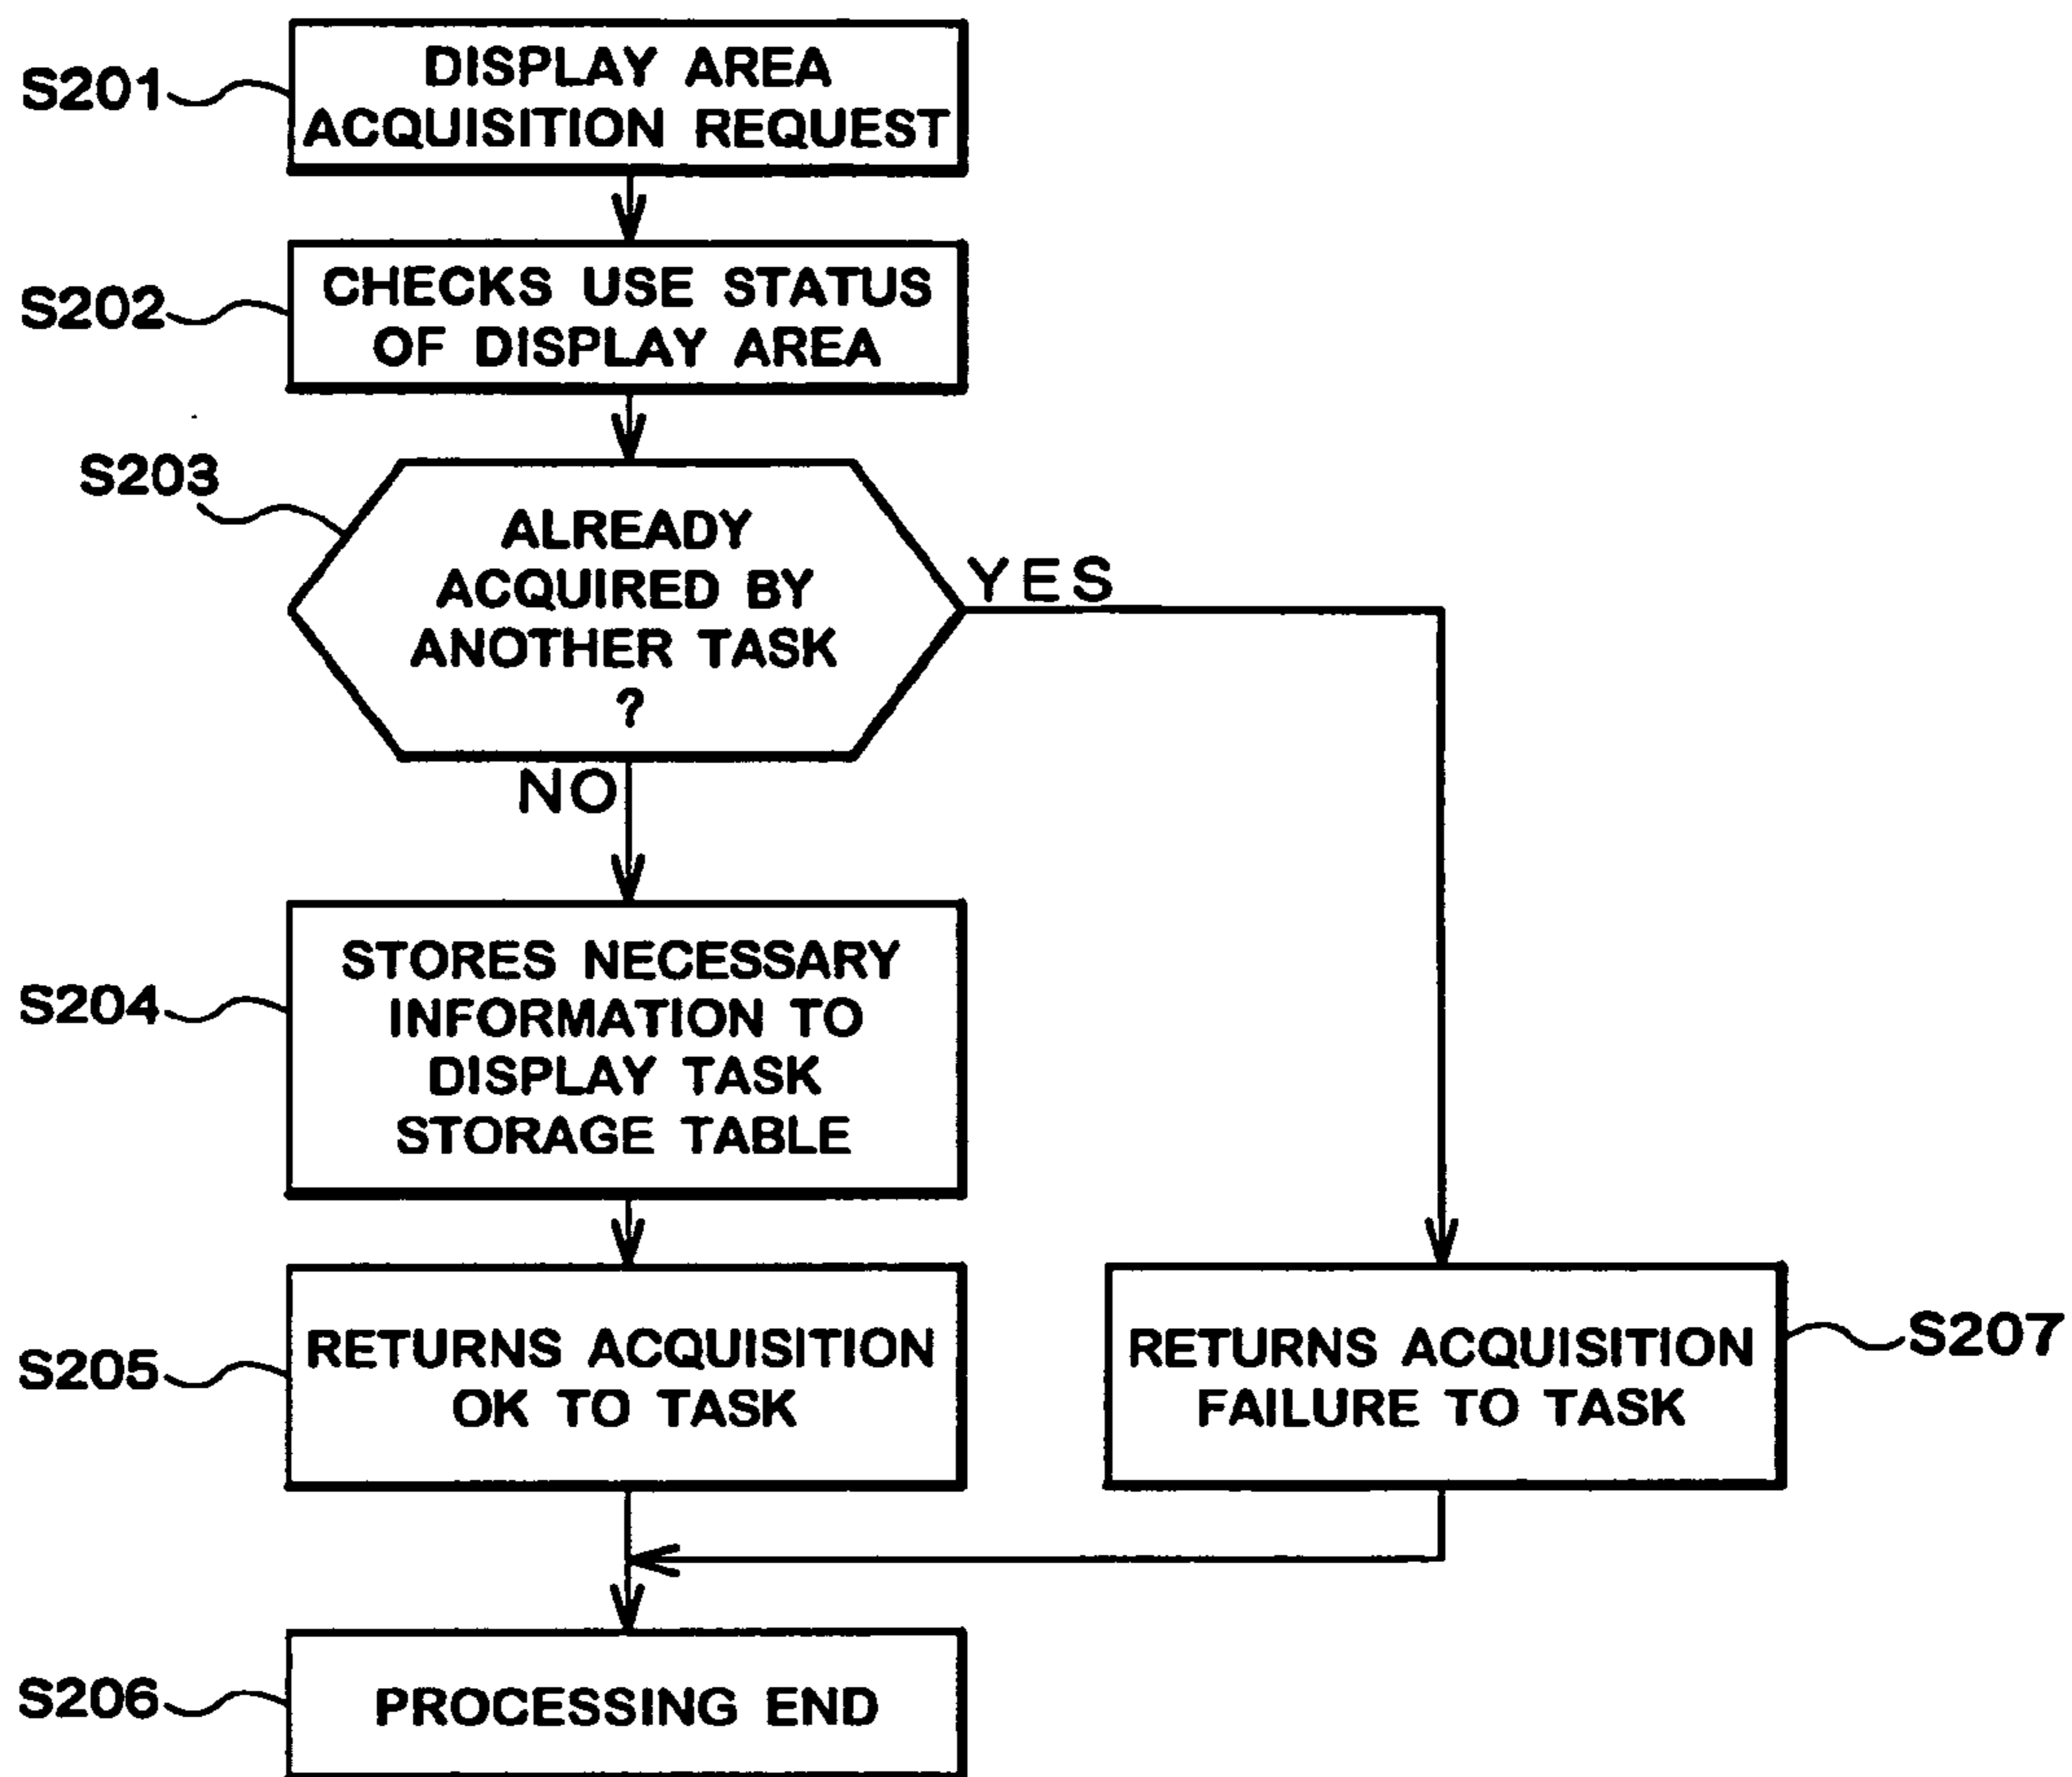 S201
DISPLAY AREA
ACQUISITION REQUEST
S202
CHECKS USE STATUS
OF DISPLAY AREA
S203
ALREADY
ACQUIRED BY
ANOTHER TASK
?
YES
NO
S204
STORES NECESSARY
INFORMATION TO
DISPLAY TASK
STORAGE TABLE
S205
RETURNS ACQUISITION
OK TO TASK
RETURNS ACQUISITION
FAILURE TO TASK
S207
S206
PROCESSING END